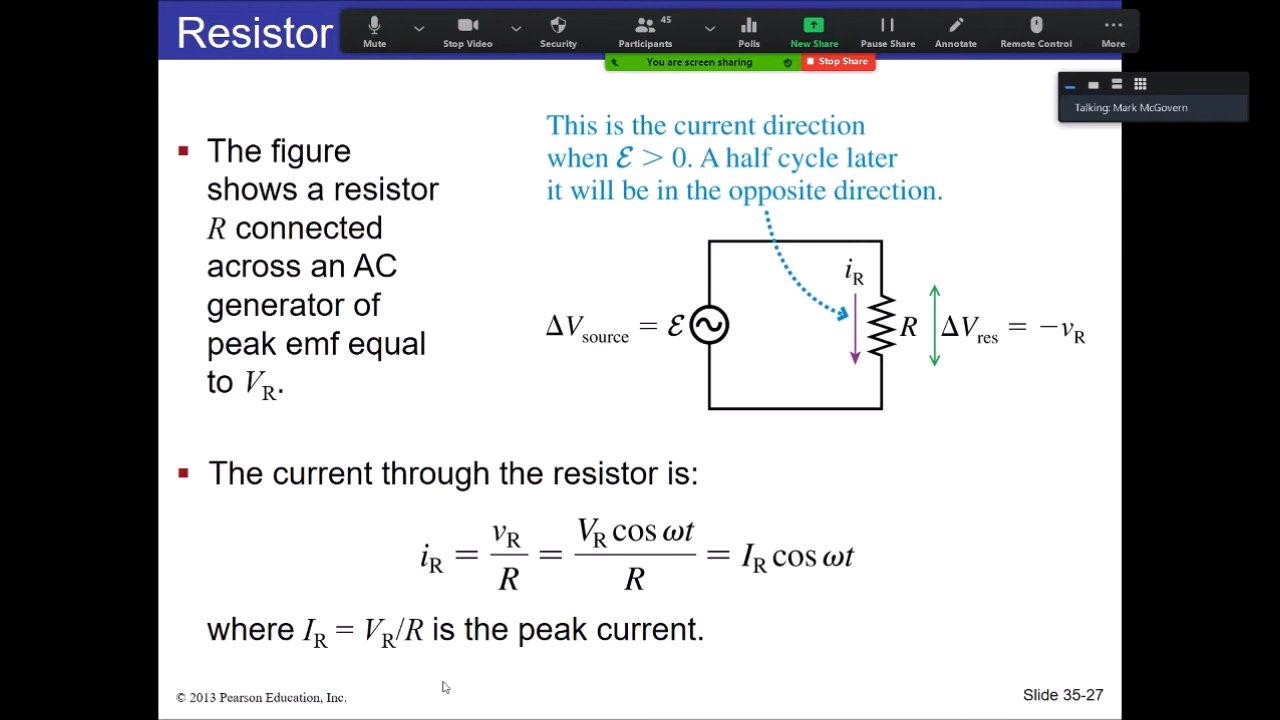 Resistor
Mute
Stop Video
Security
Participants
45
Polls
New Share
Pause Share
Annotate
Remote Control
More
You are screen sharing
Stop Share
Talking: Mark McGovern
This is the current direction
when ℰ > 0. A half cycle later
it will be in the opposite direction.
▪ The figure
shows a resistor
R connected
across an AC
generator of
peak emf equal
to V_R.
i_R
ΔV_source = ℰ
R
ΔV_res = −v_R
▪ The current through the resistor is:
i_R = v_R/R = V_R cos ωt/R = I_R cos ωt
where I_R = V_R/R is the peak current.
© 2013 Pearson Education, Inc.
Slide 35-27